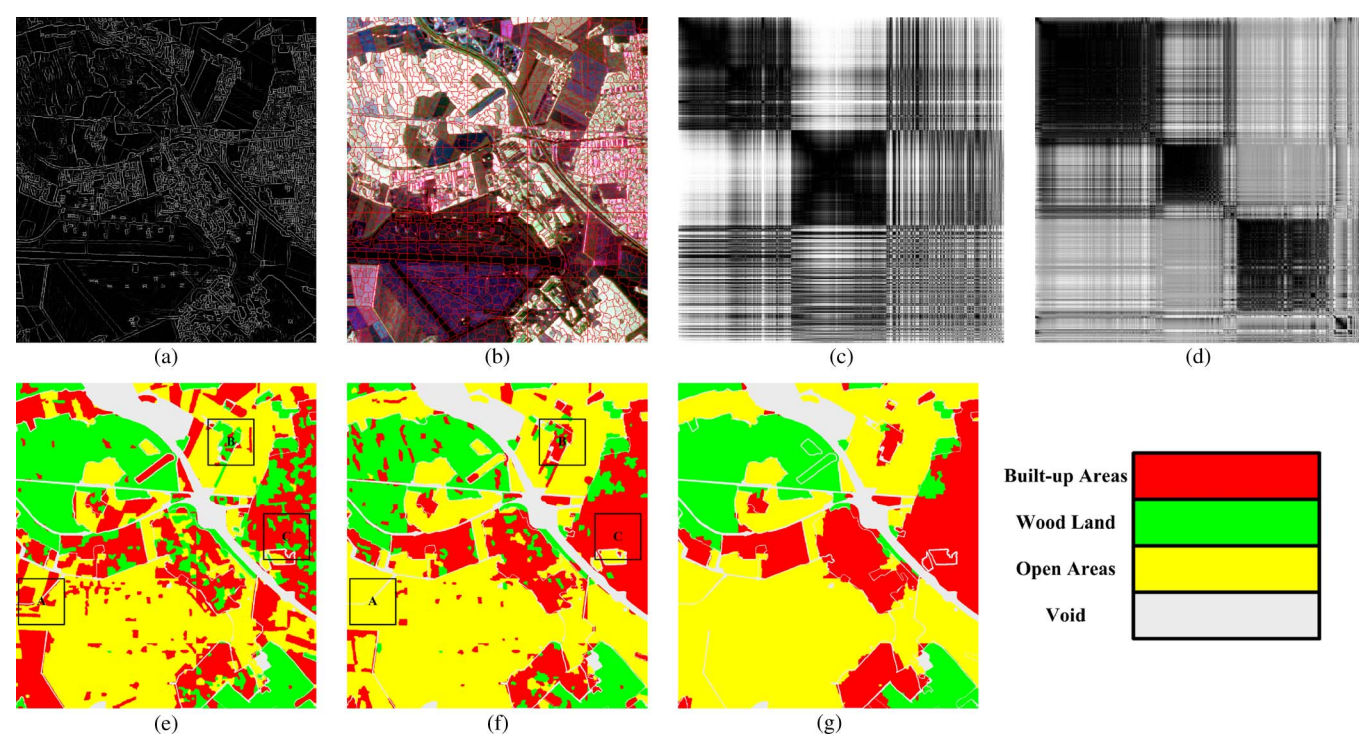 (a)
(b)
(c)
(d)
B
C
A
(e)
B
C
A
(f)
(g)
Built-up Areas
Wood Land
Open Areas
Void